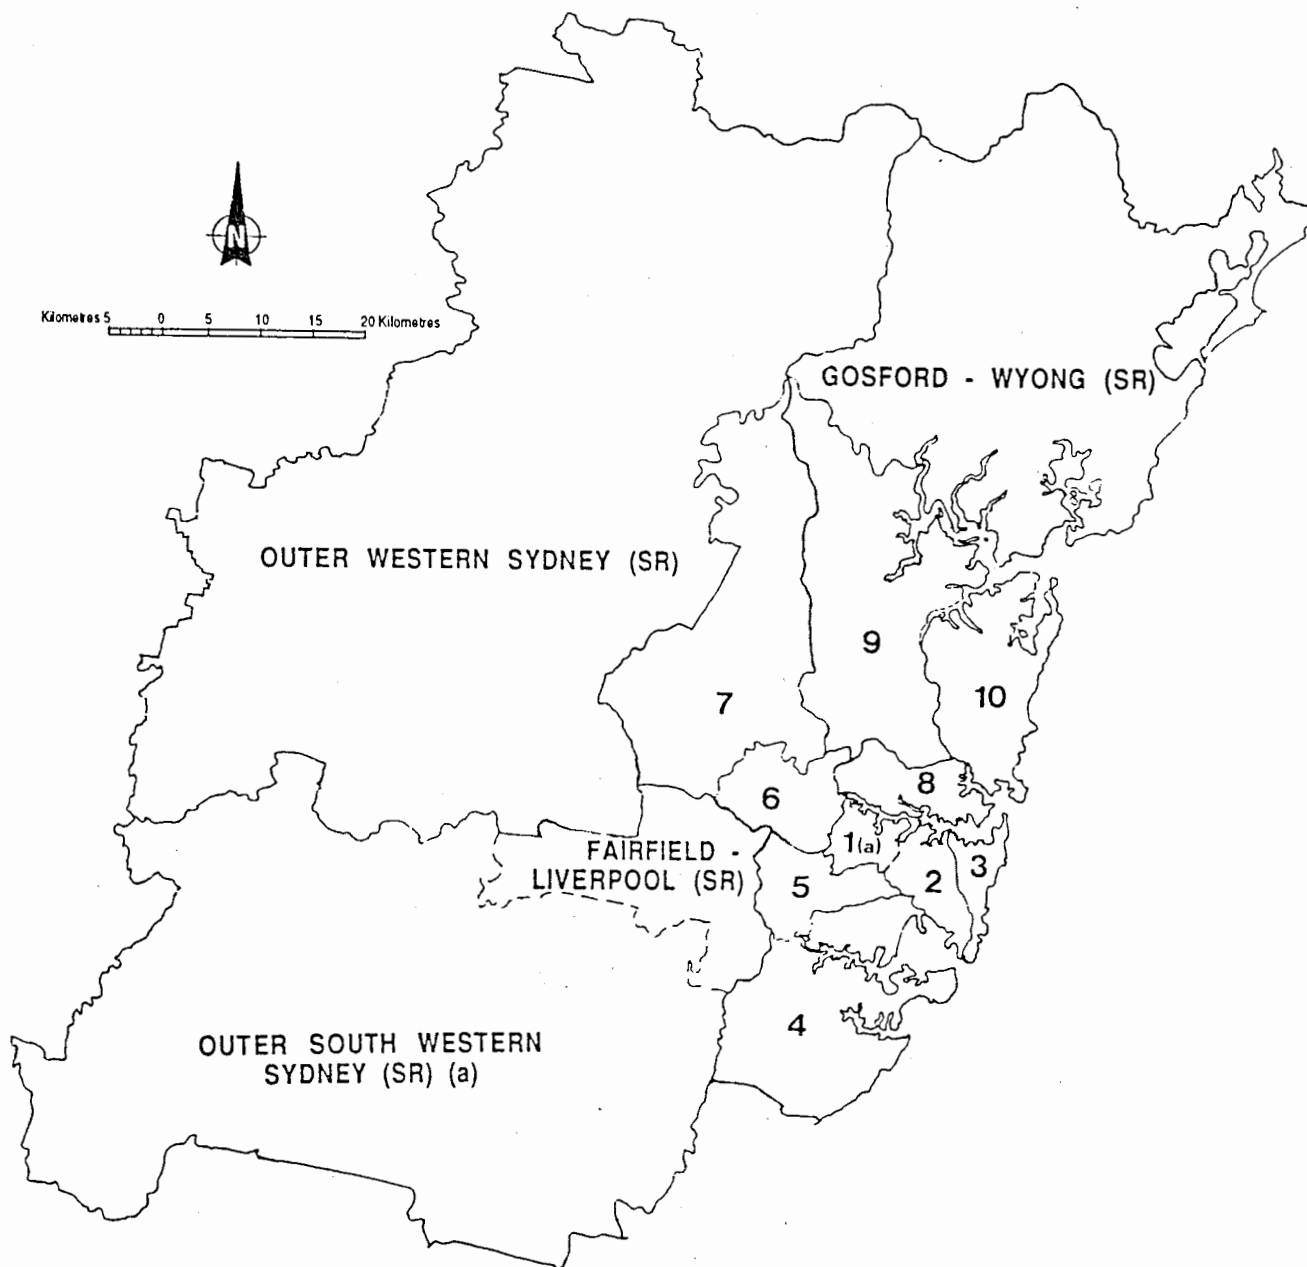 N
Kilometres 5 0 5 10 15 20 Kilometres
GOSFORD - WYONG (SR)
OUTER WESTERN SYDNEY (SR)
9
10
7
8
6
1(a)
FAIRFIELD -
LIVERPOOL (SR)
3
2
5
4
OUTER SOUTH WESTERN
SYDNEY (SR) (a)